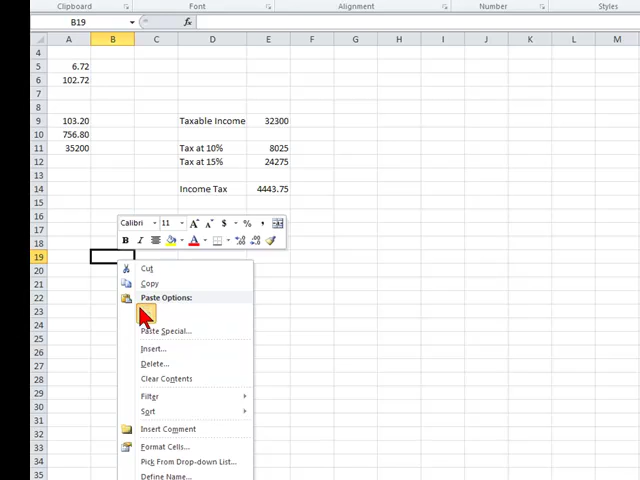 Clipboard Font Alignment Number Styles
B19 fx
A B C D E F G H I J K L M
4
5 6.72
6 102.72
7
8
9 103.20 Taxable Income 32300
10 756.80
11 35200 Tax at 10% 8025
12 Tax at 15% 24275
13
14 Income Tax 4443.75
15
16
17 Calibri 11 A A $ % ,
18 B I A
19
20 Cut
21 Copy
22 Paste Options:
23
24 Paste Special...
25 Insert...
26 Delete...
27 Clear Contents
28
29 Filter
30 Sort
31 Insert Comment
32
33 Format Cells...
34 Pick From Drop-down List...
35 Define Name...